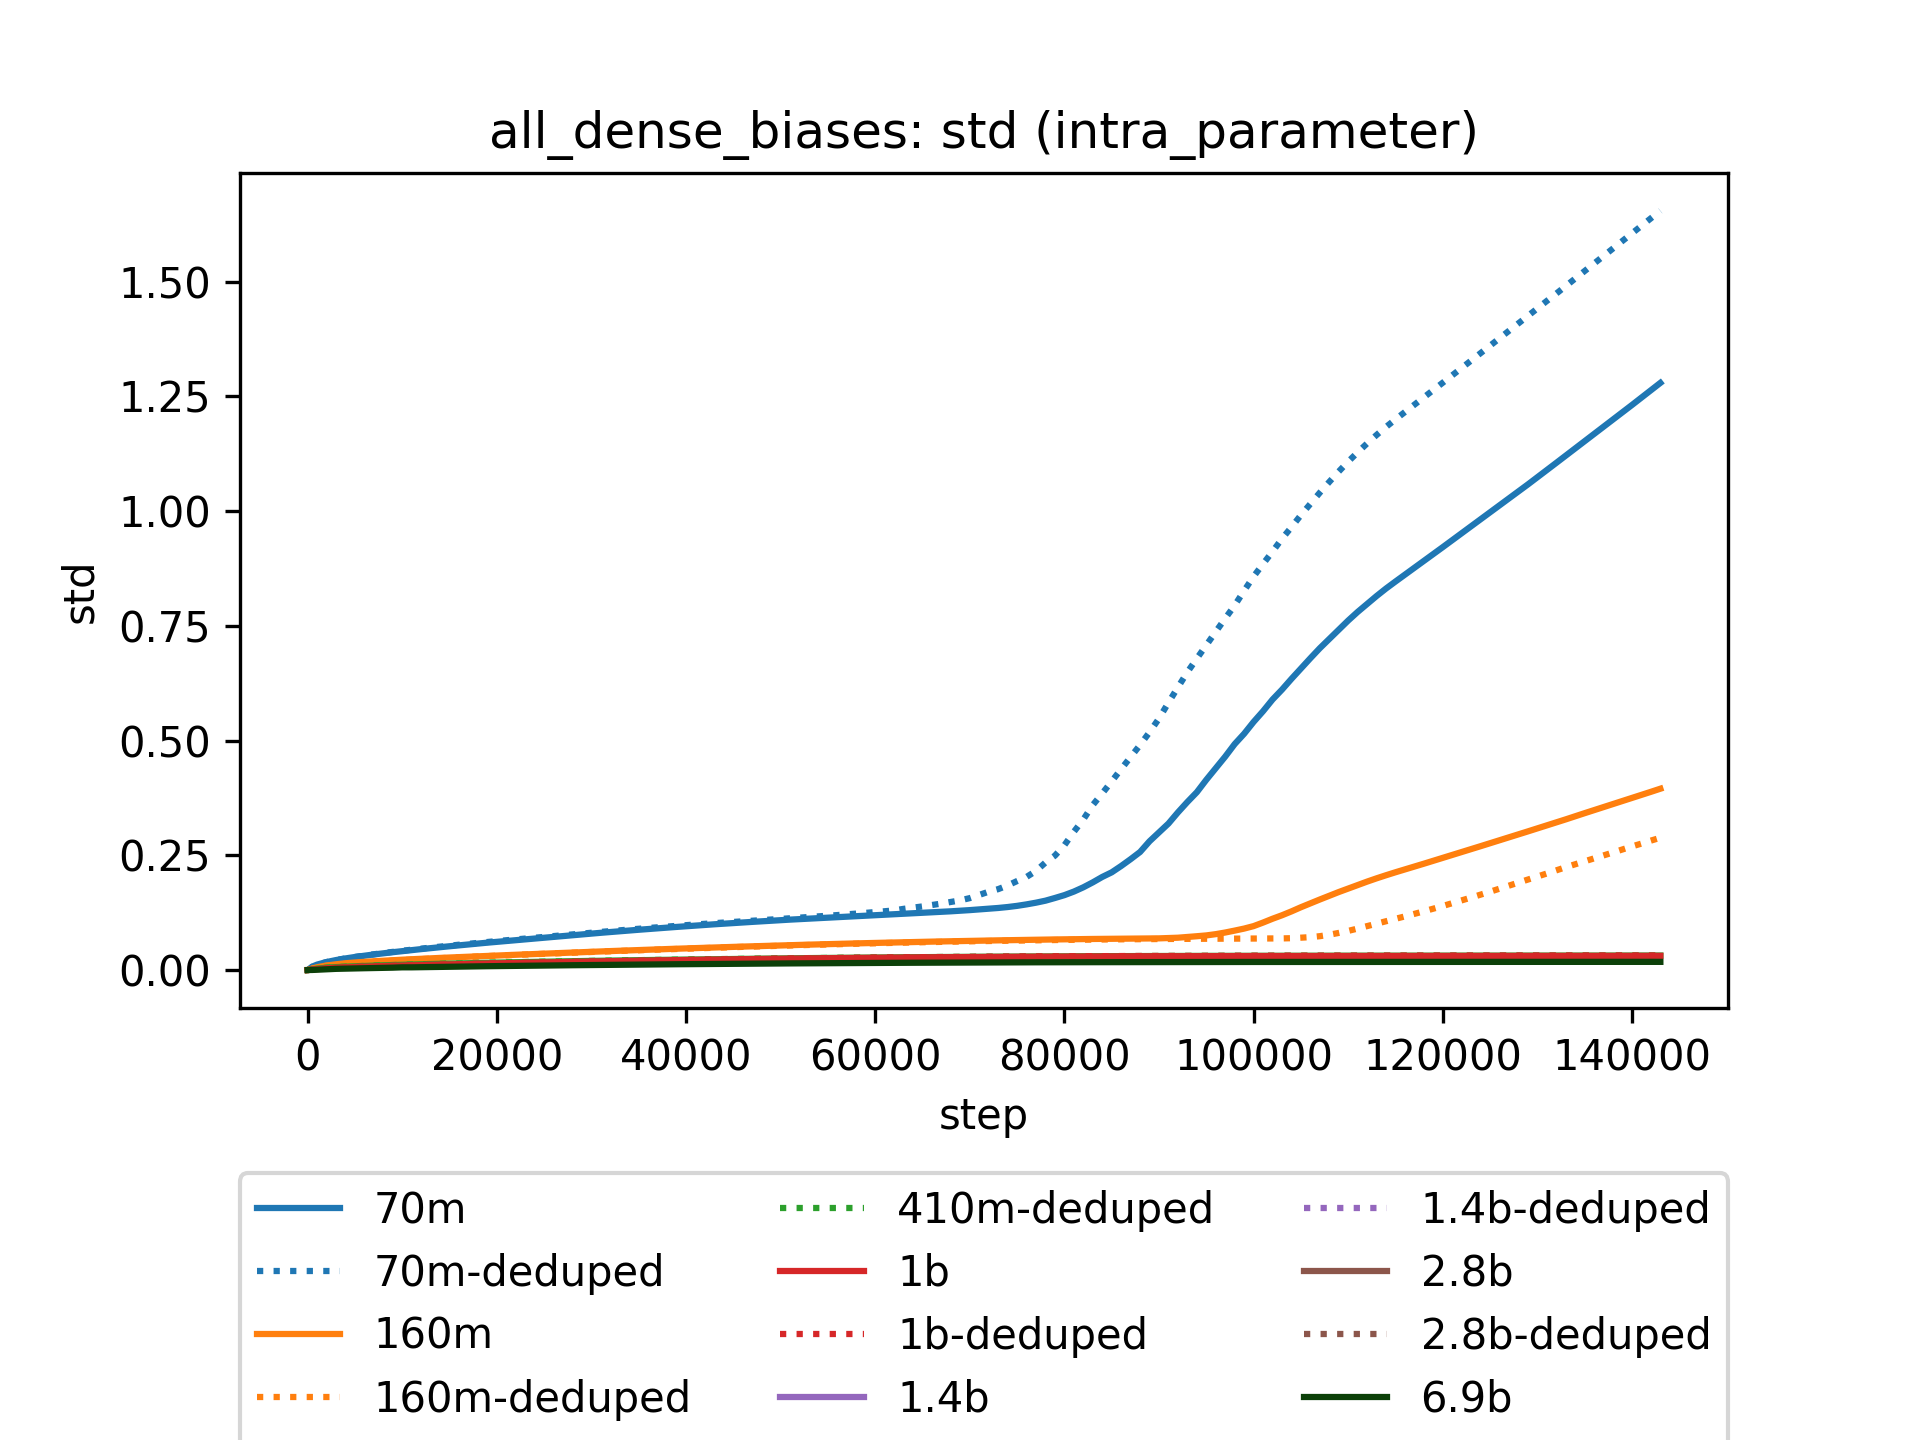 all_dense_biases: std (intra_parameter)
1.50
1.25
1.00
0.75
0.50
0.25
0.00
std
0 20000 40000 60000 80000 100000 120000 140000
step
70m 410m-deduped 1.4b-deduped
70m-deduped 1b 2.8b
160m 1b-deduped 2.8b-deduped
160m-deduped 1.4b 6.9b